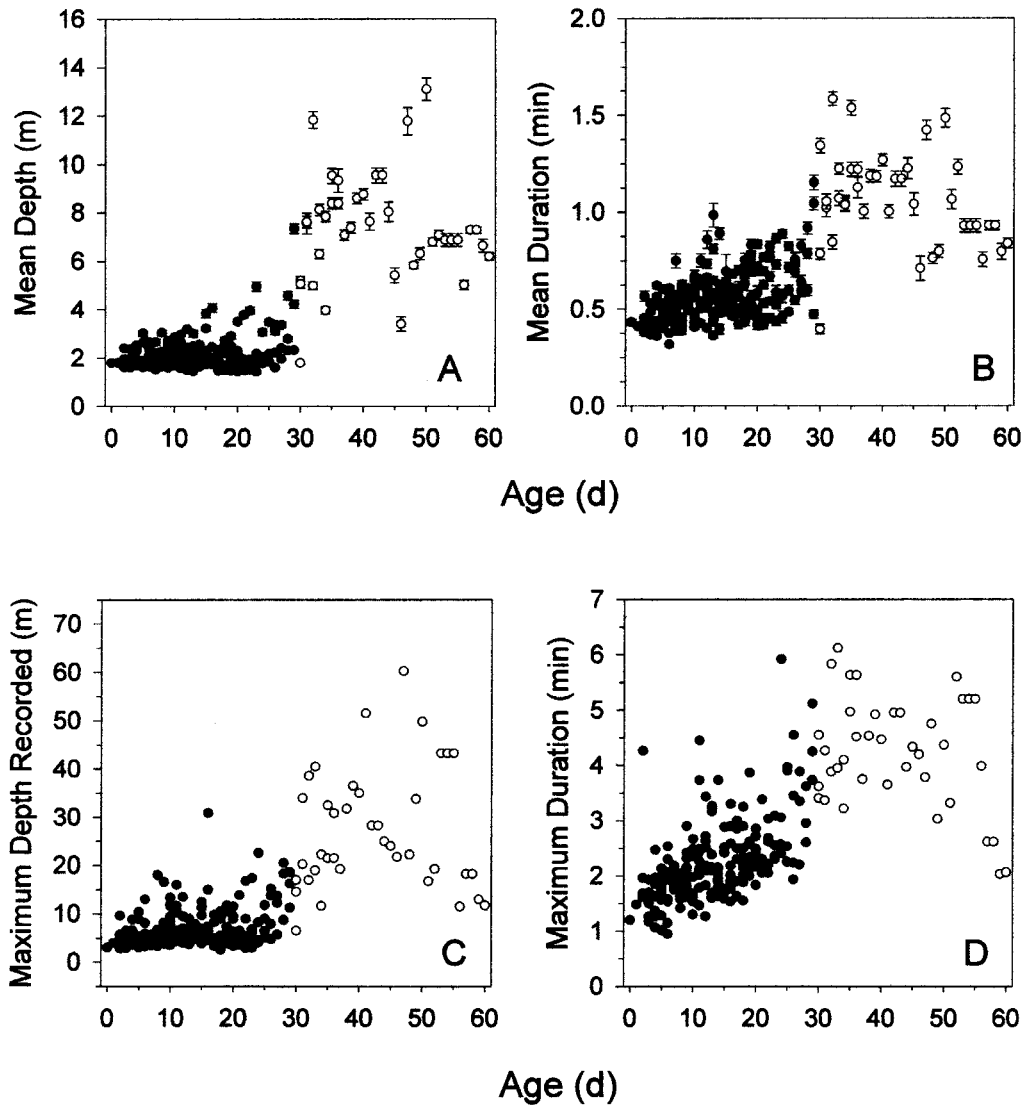 16
14
12
10
8
6
4
2
0
Mean Depth (m)
A
0 10 20 30 40 50 60
2.0
1.5
1.0
0.5
0.0
Mean Duration (min)
B
0 10 20 30 40 50 60
Age (d)
70
60
50
40
30
20
10
0
Maximum Depth Recorded (m)
C
0 10 20 30 40 50 60
7
6
5
4
3
2
1
0
Maximum Duration (min)
D
0 10 20 30 40 50 60
Age (d)